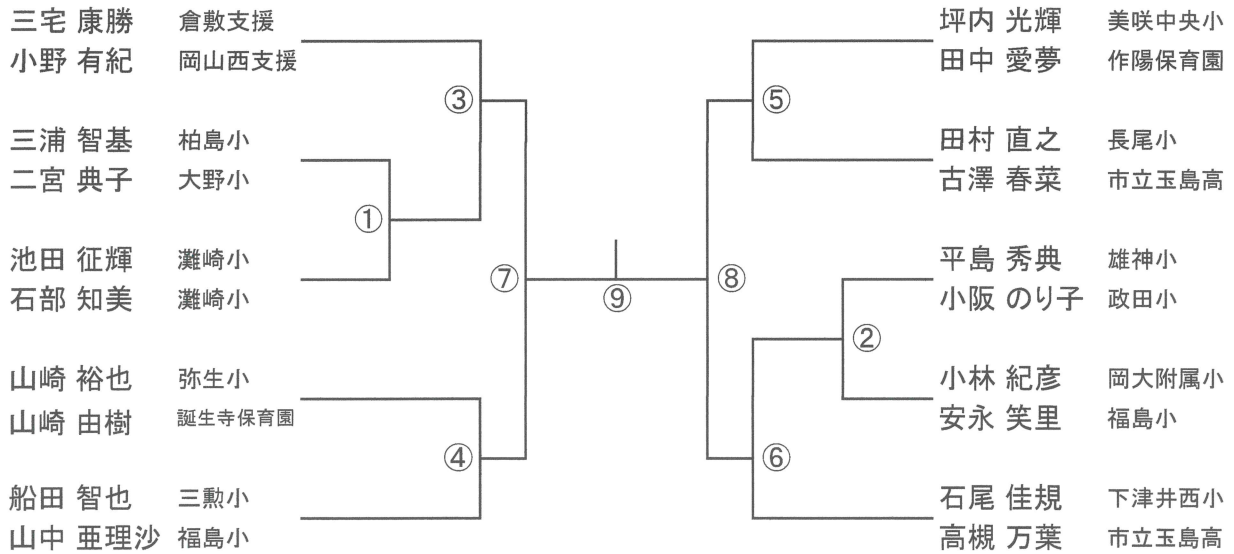 三宅 康勝 倉敷支援
小野 有紀 岡山西支援
③
三浦 智基 柏島小
二宮 典子 大野小
①
池田 征輝 灘崎小
石部 知美 灘崎小
⑦
山崎 裕也 弥生小
山崎 由樹 誕生寺保育園
④
船田 智也 三勲小
山中 亜理沙 福島小
⑨
坪内 光輝 美咲中央小
田中 愛夢 作陽保育園
⑤
田村 直之 長尾小
古澤 春菜 市立玉島高
⑧
平島 秀典 雄神小
小阪 のり子 政田小
②
小林 紀彦 岡大附属小
安永 笑里 福島小
⑥
石尾 佳規 下津井西小
高槻 万葉 市立玉島高